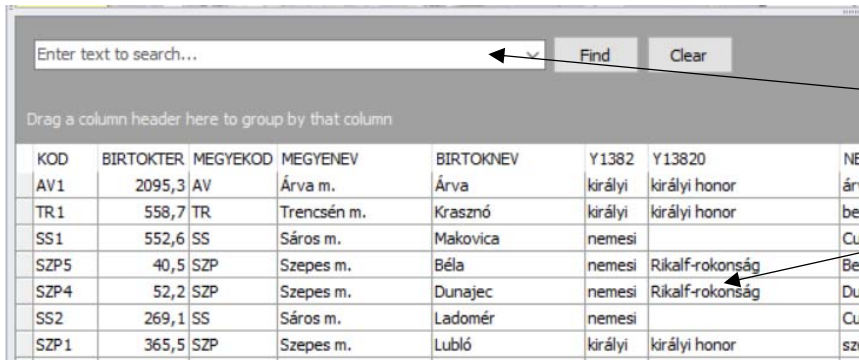 Enter text to search... Find Clear
Drag a column header here to group by that column
KOD BIRTOKTER MEGYEKOD MEGYENEV BIRTOKNEV Y1382 Y13820
AV1 2095,3 AV Árva m. Árva királyi királyi honor
TR1 558,7 TR Trencsén m. Krasznó királyi királyi honor
SS1 552,6 SS Sáros m. Makovica nemesi
SZP5 40,5 SZP Szepes m. Béla nemesi Rikalf-rokonság
SZP4 52,2 SZP Szepes m. Dunajec nemesi Rikalf-rokonság
SS2 269,1 SS Sáros m. Ladomér nemesi
SZP1 365,5 SZP Szepes m. Lubló királyi királyi honor